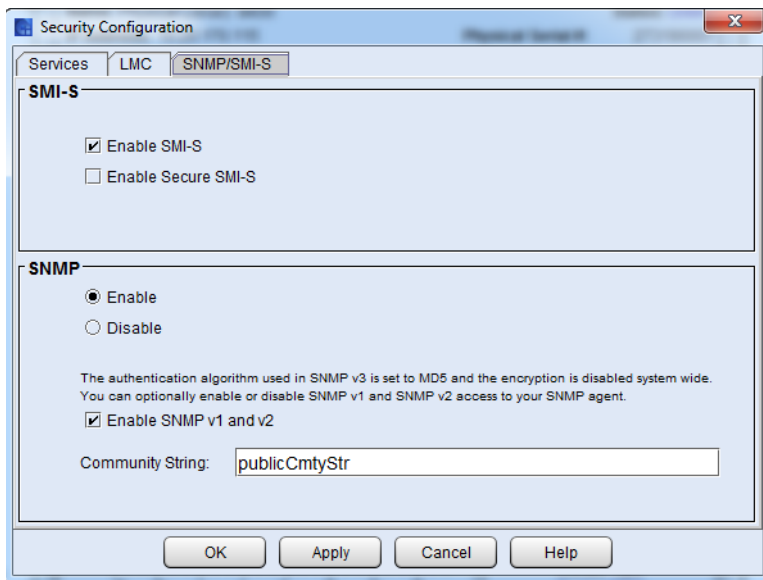 Security Configuration
Physical Serial #
Services LMC SNMP/SMI-S
SMI-S
Enable SMI-S
Enable Secure SMI-S
SNMP
Enable
Disable
The authentication algorithm used in SNMP v3 is set to MD5 and the encryption is disabled system wide.
You can optionally enable or disable SNMP v1 and SNMP v2 access to your SNMP agent.
Enable SNMP v1 and v2
Community String: publicCmtyStr
OK Apply Cancel Help